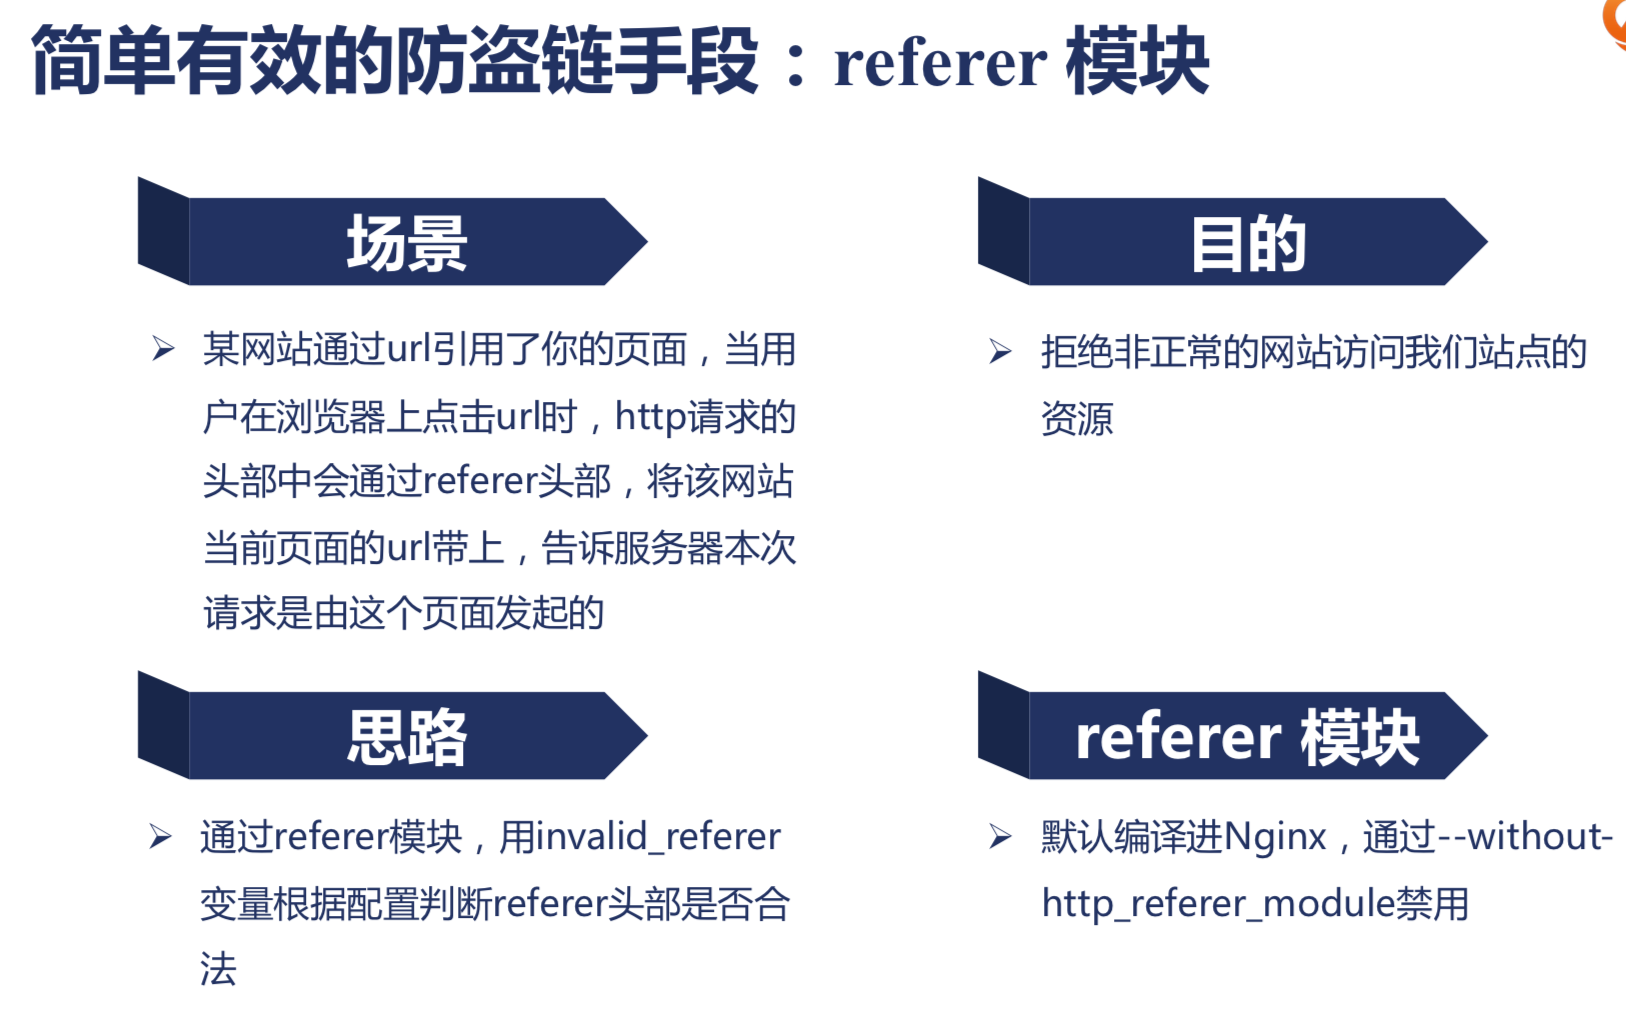 简单有效的防盗链手段：referer 模块
场景
某网站通过url引用了你的页面，当用
户在浏览器上点击url时，http请求的
头部中会通过referer头部，将该网站
当前页面的url带上，告诉服务器本次
请求是由这个页面发起的
目的
拒绝非正常的网站访问我们站点的
资源
思路
通过referer模块，用invalid_referer
变量根据配置判断referer头部是否合
法
referer 模块
默认编译进Nginx，通过--without-
http_referer_module禁用